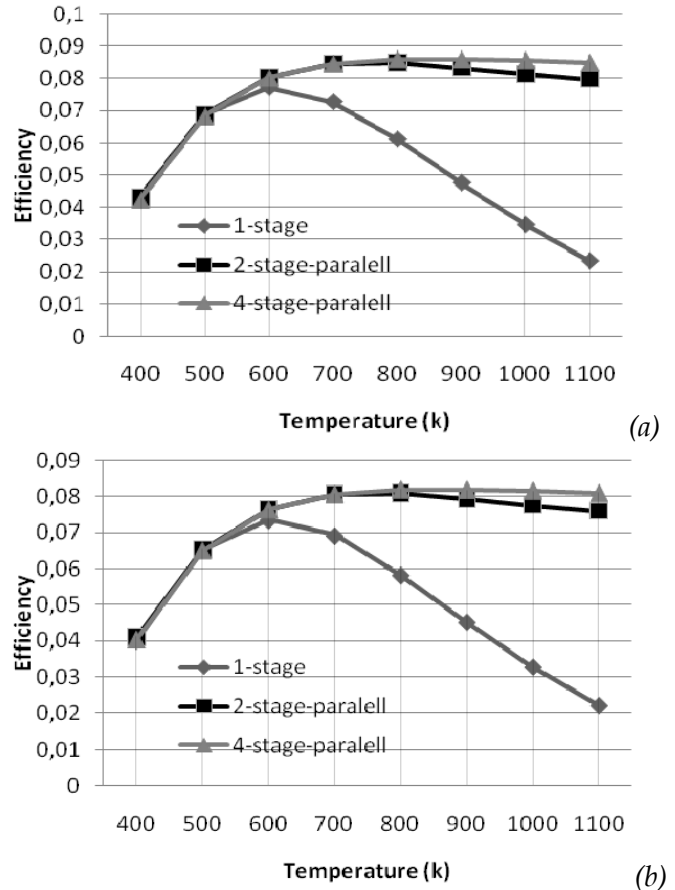 0,1
0,09
0,08
0,07
0,06
0,05
0,04
0,03
0,02
0,01
0
Efficiency
1-stage
2-stage-paralell
4-stage-paralell
400 500 600 700 800 900 1000 1100
Temperature (k)
(a)
0,09
0,08
0,07
0,06
0,05
0,04
0,03
0,02
0,01
0
Efficiency
1-stage
2-stage-paralell
4-stage-paralell
400 500 600 700 800 900 1000 1100
Temperature (k)
(b)